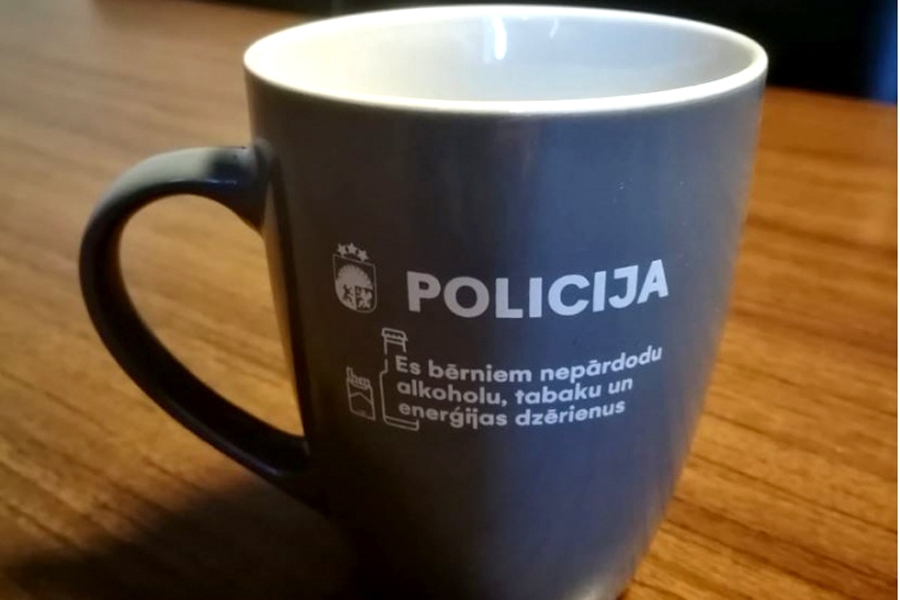 POLICIJA
Es bērniem nepārdodu
alkoholu, tabaku un
enerģijas dzērienus